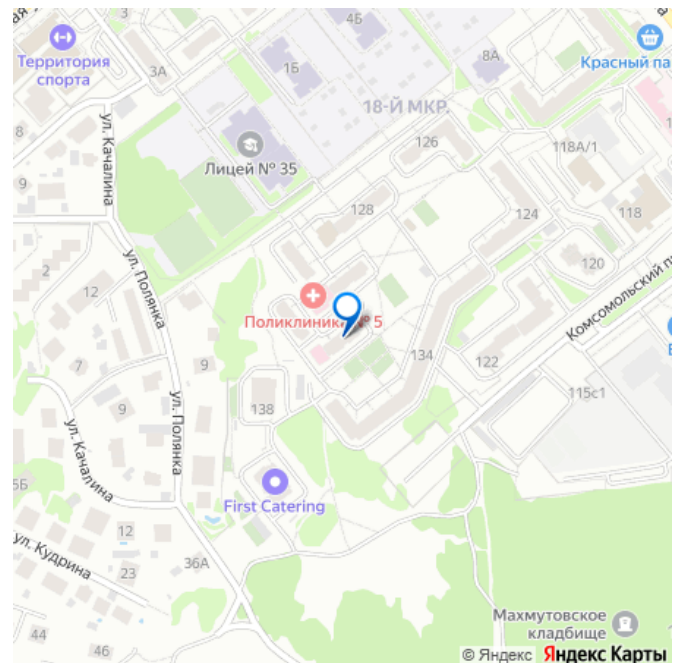 3
4Б
Территория
спорта
3А
1Б
8А
Красный па
18-Й МКР.
ул. Качалина
8
9
Лицей № 35
126
118А/1
128
124
118
2
12
ул. Полянка
120
Поликлиника № 5
Комсомольский п
7
9
134
122
9
138
115с1
ул. Полянка
ул. Качалина
5Б
First Catering
12
ул. Кудрина
23
36А
44
46
Махмутовское
кладбище
© Яндекс Яндекс Карты